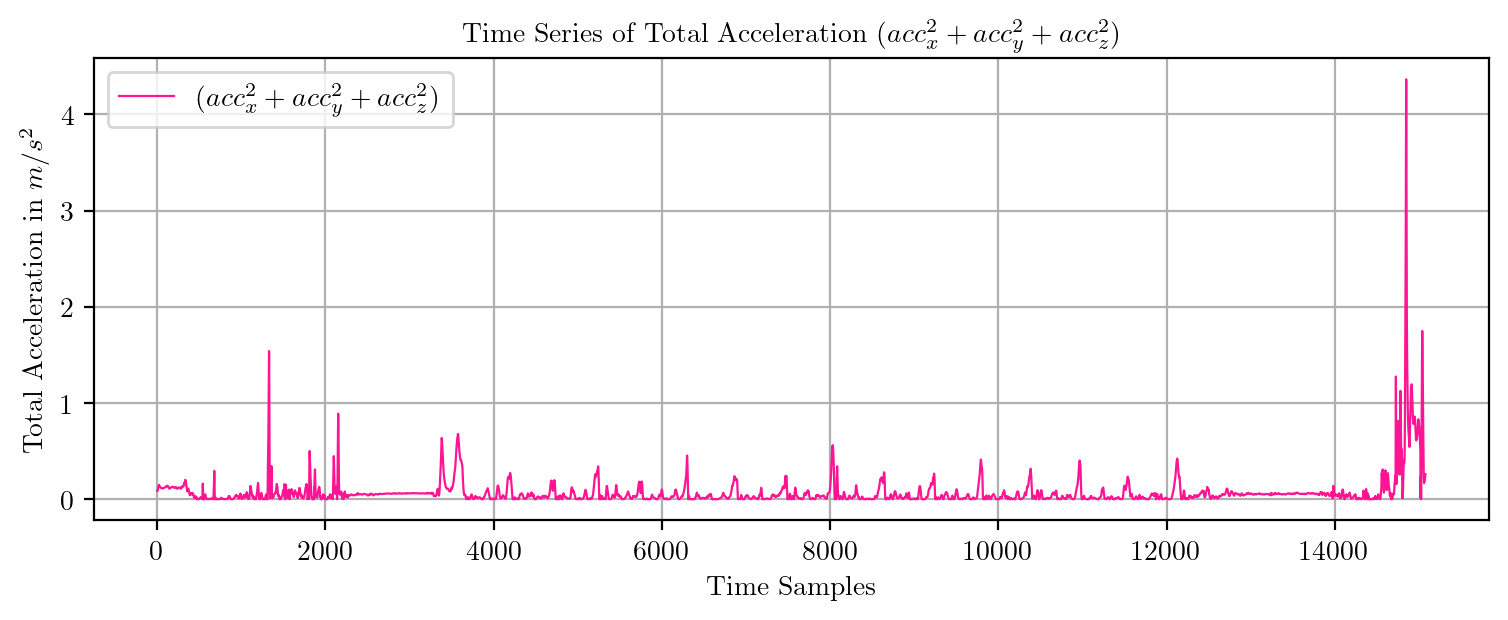 Time Series of Total Acceleration $(acc_x^2 + acc_y^2 + acc_z^2)$
$(acc_x^2 + acc_y^2 + acc_z^2)$
Total Acceleration in $m/s^2$
4
3
2
1
0
0 2000 4000 6000 8000 10000 12000 14000
Time Samples